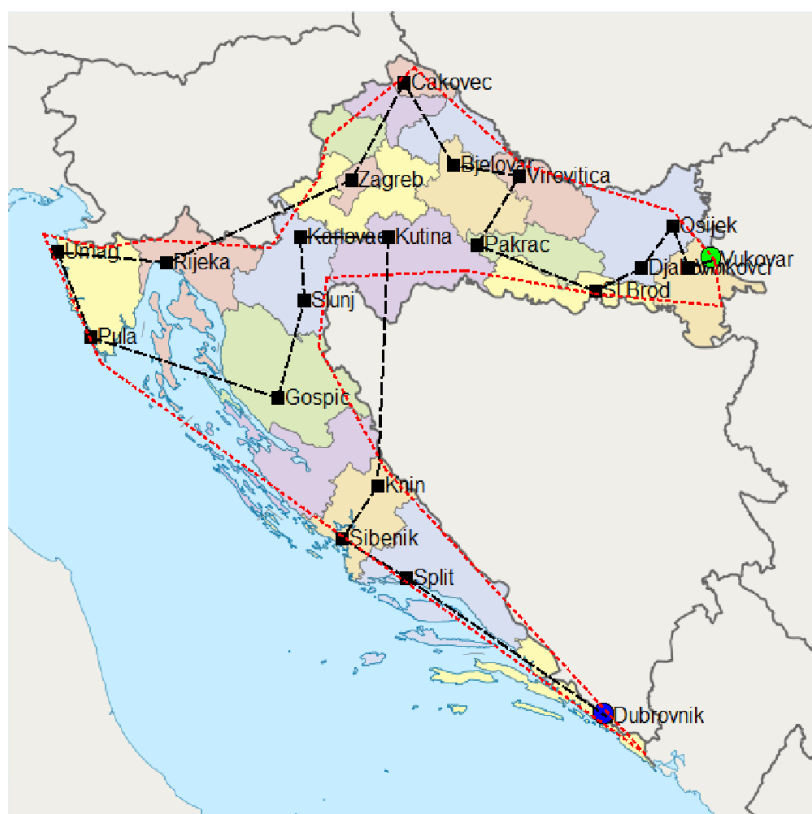 Cakovec
Bjelovar
Virovitica
Zagreb
Osijek
Karlovac
Kutina
Pakrac
Umag
Rijeka
Vukovar
Vinkovci
Sl.Brod
Slunj
Pula
Gospic
Knin
Sibenik
Split
Dubrovnik